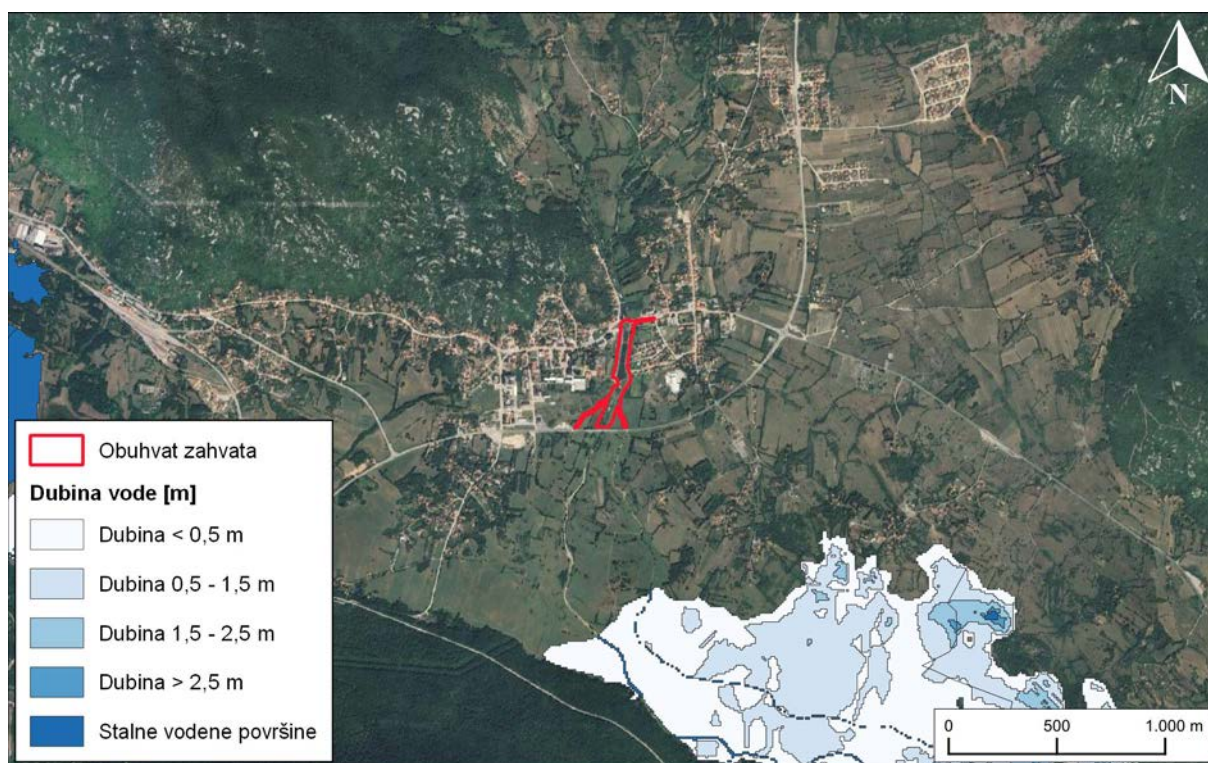 N
Obuhvat zahvata
Dubina vode [m]
Dubina < 0,5 m
Dubina 0,5 - 1,5 m
Dubina 1,5 - 2,5 m
Dubina > 2,5 m
Stalne vodene površine
0 500 1.000 m